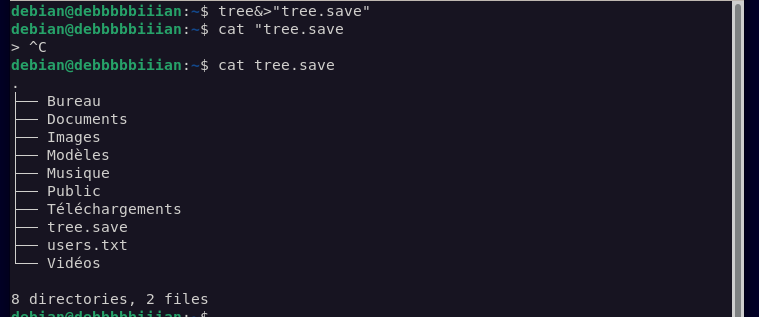 debian@debbbbbiiian:~$ tree&>"tree.save"
debian@debbbbbiiian:~$ cat "tree.save
> ^C
debian@debbbbbiiian:~$ cat tree.save
.
├── Bureau
├── Documents
├── Images
├── Modèles
├── Musique
├── Public
├── Téléchargements
├── tree.save
├── users.txt
└── Vidéos
8 directories, 2 files
debian@debbbbbiiian:~$